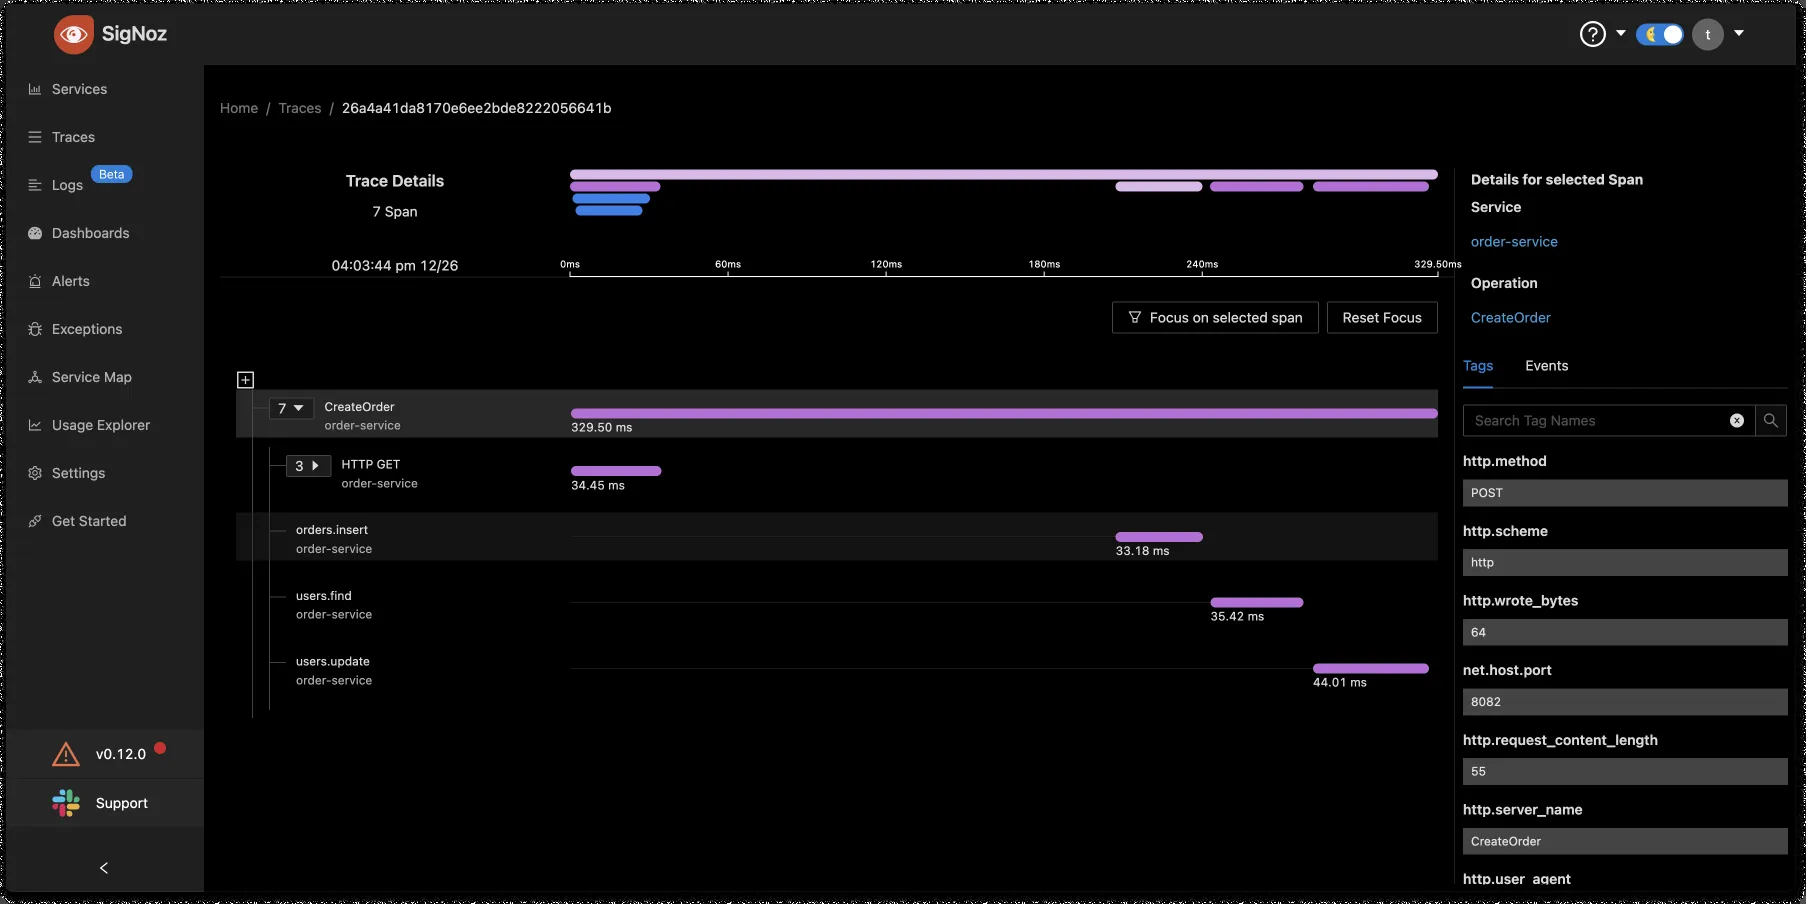 SigNoz
?
t
Services
Traces
Logs
Beta
Dashboards
Alerts
Exceptions
Service Map
Usage Explorer
Settings
Get Started
v0.12.0
Support
Home / Traces / 26a4a41da8170e6ee2bde8222056641b
Trace Details
7 Span
04:03:44 pm 12/26
0ms 60ms 120ms 180ms 240ms 329.50ms
Focus on selected span
Reset Focus
7
CreateOrder
order-service
329.50 ms
3
HTTP GET
order-service
34.45 ms
orders.insert
order-service
33.18 ms
users.find
order-service
35.42 ms
users.update
order-service
44.01 ms
Details for selected Span
Service
order-service
Operation
CreateOrder
Tags Events
Search Tag Names
http.method
POST
http.scheme
http
http.wrote_bytes
64
net.host.port
8082
http.request_content_length
55
http.server_name
CreateOrder
http.user_agent